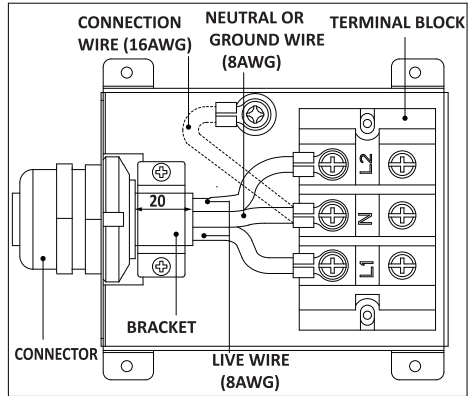 CONNECTION
WIRE (16AWG)
NEUTRAL OR
GROUND WIRE
(8AWG)
TERMINAL BLOCK
L2
20
N
L1
BRACKET
CONNECTOR
LIVE WIRE
(8AWG)